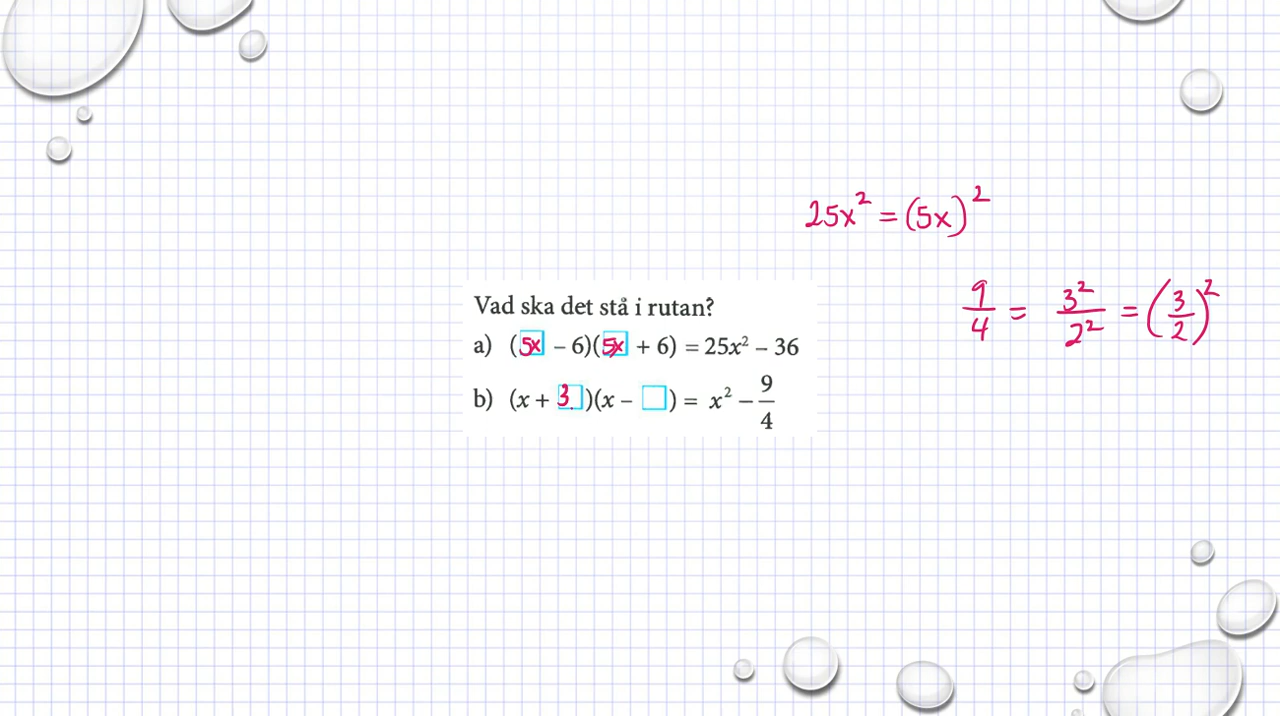 25x² = (5x)²
9/4 = 3²/2² = (3/2)²
Vad ska det stå i rutan?
a) (5x – 6)(5x + 6) = 25x² – 36
b) (x + 3)(x – □) = x² – 9/4